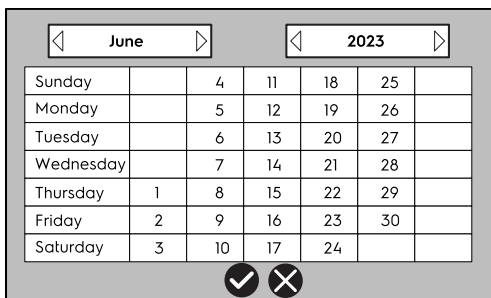 June 2023
Sunday 4 11 18 25
Monday 5 12 19 26
Tuesday 6 13 20 27
Wednesday 7 14 21 28
Thursday 1 8 15 22 29
Friday 2 9 16 23 30
Saturday 3 10 17 24